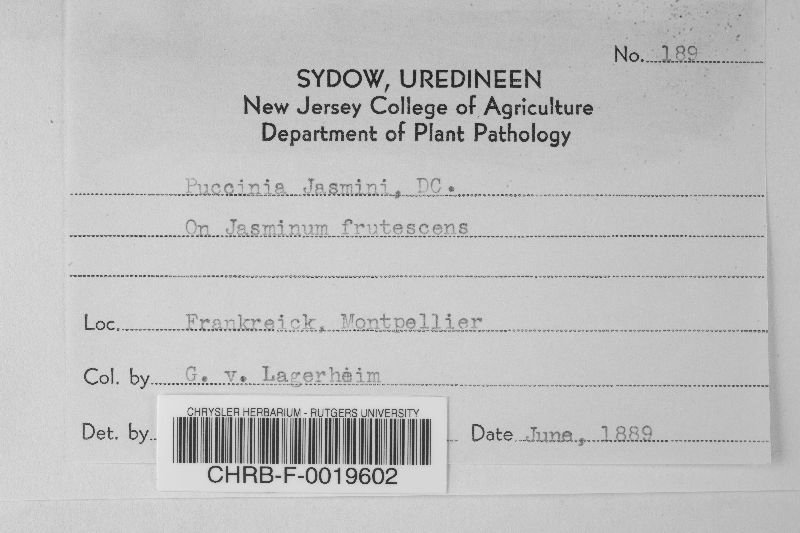 No. 189
SYDOW, UREDINEEN
New Jersey College of Agriculture
Department of Plant Pathology
Puccinia Jasmini, DC.
On Jasminum frutescens
Loc. Frankreick, Montpellier
Col. by G. v. Lagerheim
Det. by Date June, 1889
CHRYSLER HERBARIUM - RUTGERS UNIVERSITY
CHRB-F-0019602